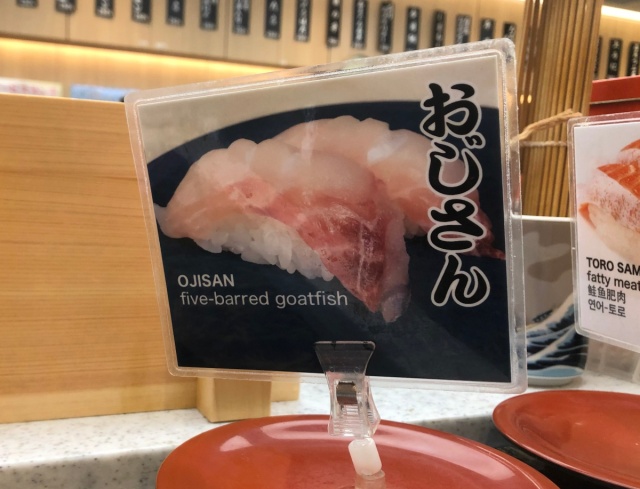 おじさん
OJISAN
five-barred goatfish
TORO SAM
fatty meat
鮭鱼肥肉
연어-토로